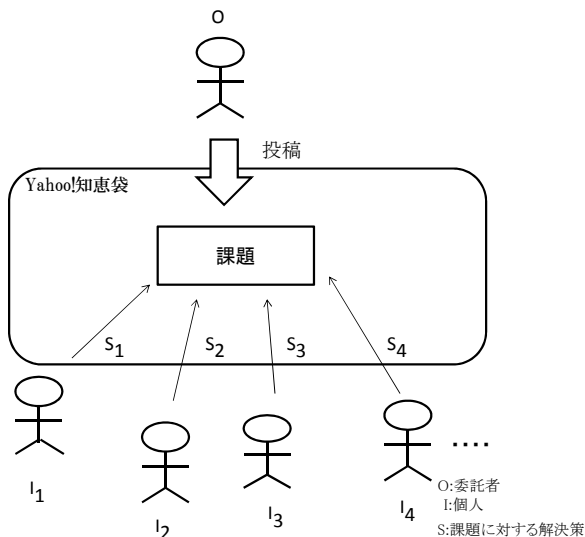 O
投稿
Yahoo!知恵袋
課題
S1
S2
S3
S4
I1
I2
I3
I4
‥‥
O:委託者
I:個人
S:課題に対する解決策